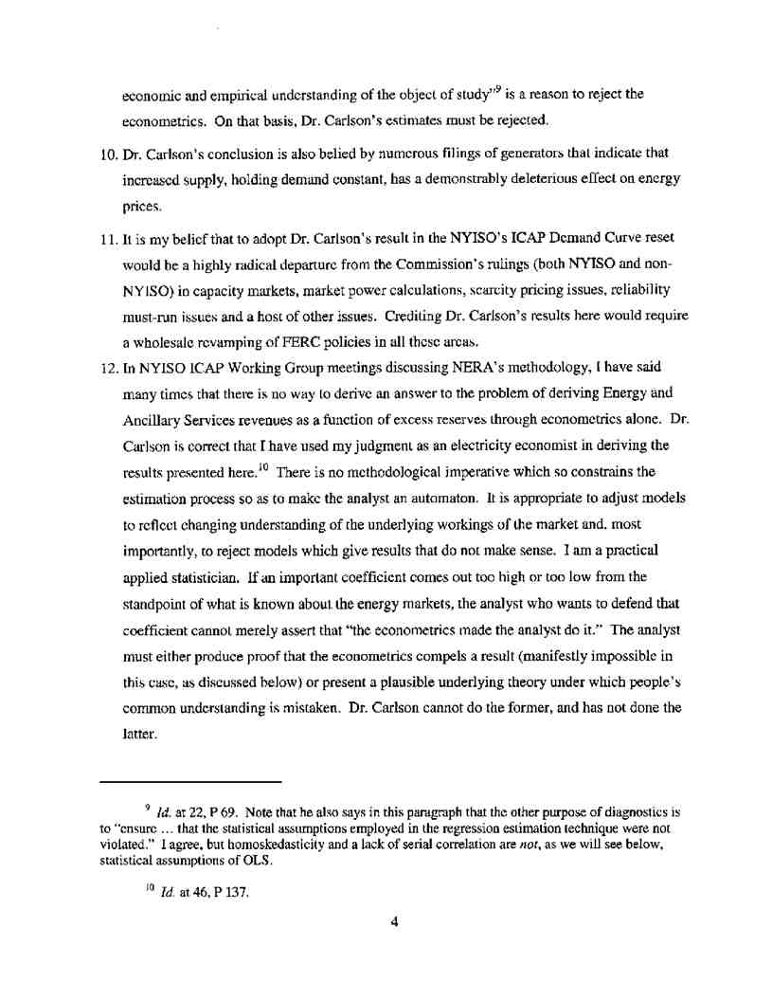 economic and empirical understanding of the object of study”⁹ is a reason to reject the
econometrics. On that basis, Dr. Carlson’s estimates must be rejected.
10. Dr. Carlson’s conclusion is also belied by numerous filings of generators that indicate that
increased supply, holding demand constant, has a demonstrably deleterious effect on energy
prices.
11. It is my belief that to adopt Dr. Carlson’s result in the NYISO’s ICAP Demand Curve reset
would be a highly radical departure from the Commission’s rulings (both NYISO and non-
NYISO) in capacity markets, market power calculations, scarcity pricing issues, reliability
must-run issues and a host of other issues. Crediting Dr. Carlson’s results here would require
a wholesale revamping of FERC policies in all these areas.
12. In NYISO ICAP Working Group meetings discussing NERA’s methodology, I have said
many times that there is no way to derive an answer to the problem of deriving Energy and
Ancillary Services revenues as a function of excess reserves through econometrics alone. Dr.
Carlson is correct that I have used my judgment as an electricity economist in deriving the
results presented here.¹⁰ There is no methodological imperative which so constrains the
estimation process so as to make the analyst an automaton. It is appropriate to adjust models
to reflect changing understanding of the underlying workings of the market and, most
importantly, to reject models which give results that do not make sense. I am a practical
applied statistician. If an important coefficient comes out too high or too low from the
standpoint of what is known about the energy markets, the analyst who wants to defend that
coefficient cannot merely assert that “the econometrics made the analyst do it.” The analyst
must either produce proof that the econometrics compels a result (manifestly impossible in
this case, as discussed below) or present a plausible underlying theory under which people’s
common understanding is mistaken. Dr. Carlson cannot do the former, and has not done the
latter.
⁹ Id. at 22, P 69. Note that he also says in this paragraph that the other purpose of diagnostics is
to “ensure … that the statistical assumptions employed in the regression estimation technique were not
violated.” I agree, but homoskedasticity and a lack of serial correlation are not, as we will see below,
statistical assumptions of OLS.
¹⁰ Id. at 46, P 137.
4